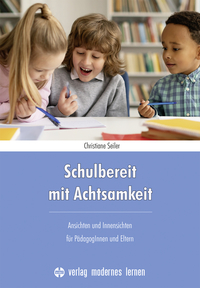 Christiane Seiler
Schulbereit
mit Achtsamkeit
Ansichten und Innensichten
für PädagogInnen und Eltern
verlag modernes lernen